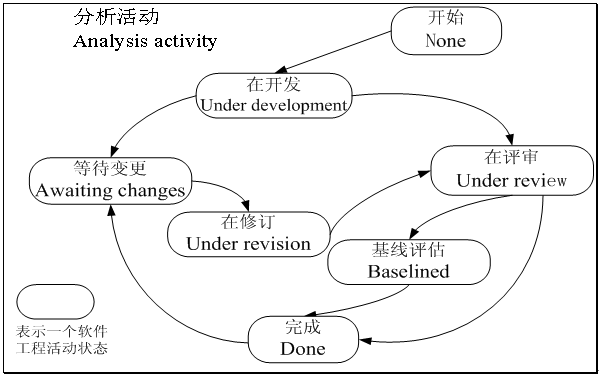 分析活动
Analysis activity
开始
None
在开发
Under development
等待变更
Awaiting changes
在评审
Under review
在修订
Under revision
基线评估
Baselined
完成
Done
表示一个软件
工程活动状态